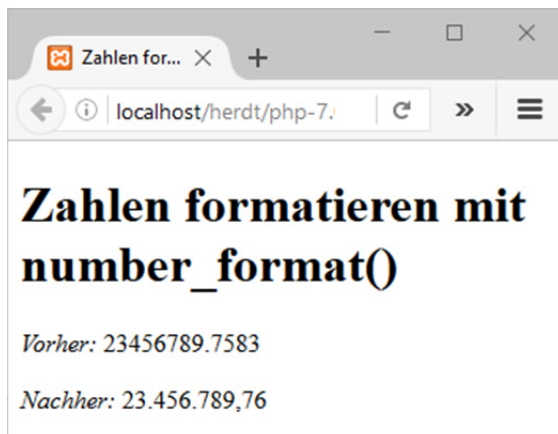 Zahlen for...
localhost/herdt/php-7.
Zahlen formatieren mit
number_format()
Vorher: 23456789.7583
Nachher: 23.456.789,76